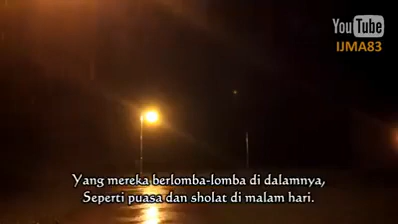 YouTube
IJMA83
Yang mereka berlomba-lomba di dalamnya,
Seperti puasa dan sholat di malam hari.